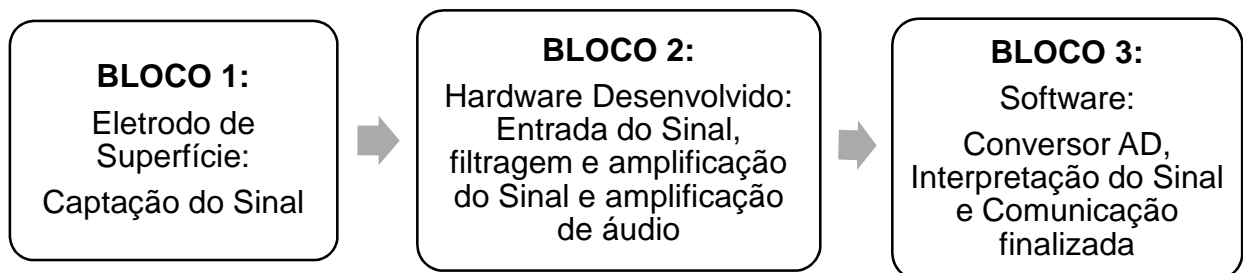 BLOCO 1:
Eletrodo de
Superfície:
Captação do Sinal
BLOCO 2:
Hardware Desenvolvido:
Entrada do Sinal,
filtragem e amplificação
do Sinal e amplificação
de áudio
BLOCO 3:
Software:
Conversor AD,
Interpretação do Sinal
e Comunicação
finalizada